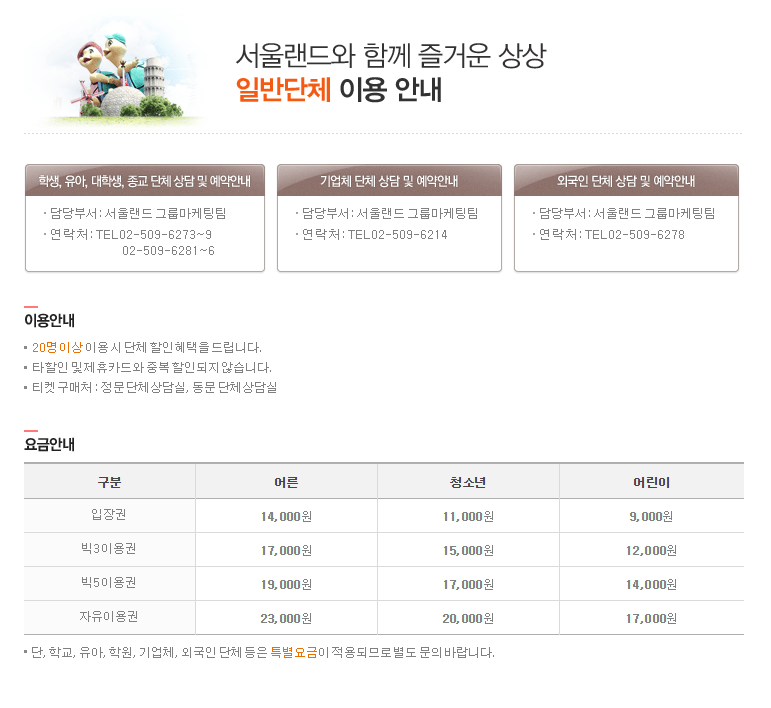 서울랜드와 함께 즐거운 상상
일반단체 이용 안내
학생, 유아, 대학생, 종교 단체 상담 및 예약안내
· 담당부서 : 서울랜드 그룹마케팅팀
· 연락처 : TEL02-509-6273~9
02-509-6281~6
기업체 단체 상담 및 예약안내
· 담당부서 : 서울랜드 그룹마케팅팀
· 연락처 : TEL02-509-6214
외국인 단체 상담 및 예약안내
· 담당부서 : 서울랜드 그룹마케팅팀
· 연락처 : TEL02-509-6278
이용안내
▪ 20명이상 이용 시 단체 할인혜택을 드립니다.
▪ 타할인 및 제휴카드와 중복 할인되지 않습니다.
▪ 티켓 구매처 : 정문 단체상담실, 동문 단체상담실
요금안내
구분 어른 청소년 어린이
입장권 14,000원 11,000원 9,000원
빅3이용권 17,000원 15,000원 12,000원
빅5이용권 19,000원 17,000원 14,000원
자유이용권 23,000원 20,000원 17,000원
▪ 단, 학교, 유아, 학원, 기업체, 외국인 단체 등은 특별요금이 적용되므로 별도 문의 바랍니다.